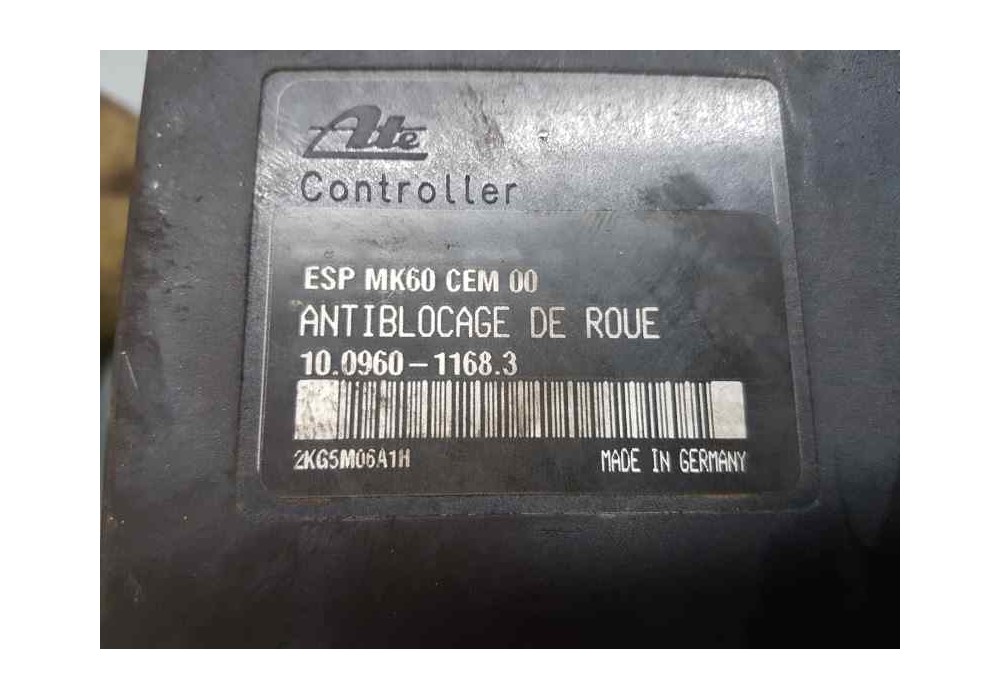 Ate
Controller
ESP MK60 CEM 00
ANTIBLOCAGE DE ROUE
10.0960-1168.3
2KG5M06A1H
MADE IN GERMANY